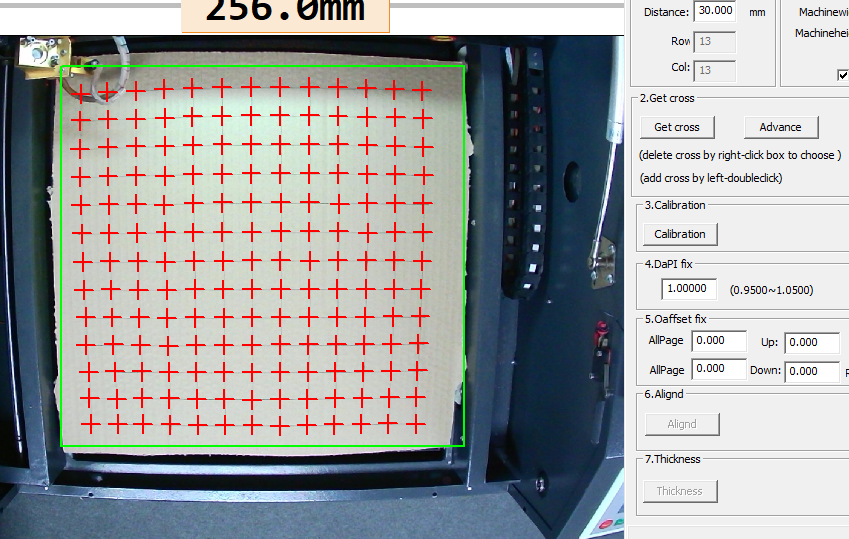 256.0mm
Distance: 30.000 mm
Row 13
Col: 13
2.Get cross
Get cross Advance
(delete cross by right-click box to choose )
(add cross by left-doubleclick)
3.Calibration
Calibration
4.DaPI fix
1.00000 (0.9500~1.0500)
5.Oaffset fix
AllPage 0.000 Up: 0.000
AllPage 0.000 Down: 0.000
6.Alignd
Alignd
7.Thickness
Thickness